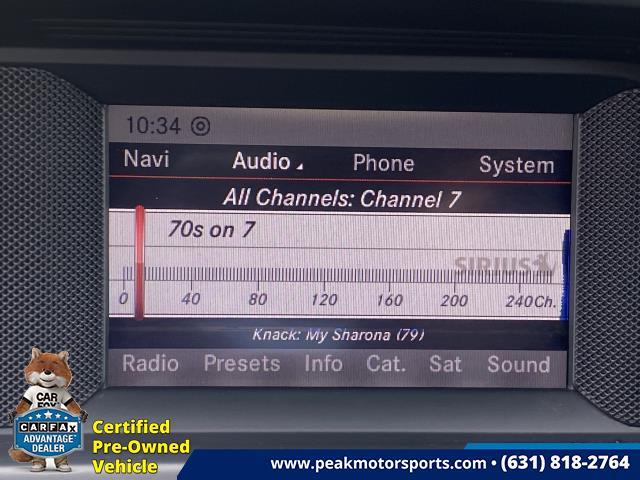 10:34
Navi Audio Phone System
All Channels: Channel 7
70s on 7
SIRIUS
0 40 80 120 160 200 240Ch.
Knack: My Sharona (79)
Radio Presets Info Cat. Sat Sound
CAR
FOX
CARFAX
ADVANTAGE
DEALER
Certified
Pre-Owned
Vehicle
www.peakmotorsports.com • (631) 818-2764